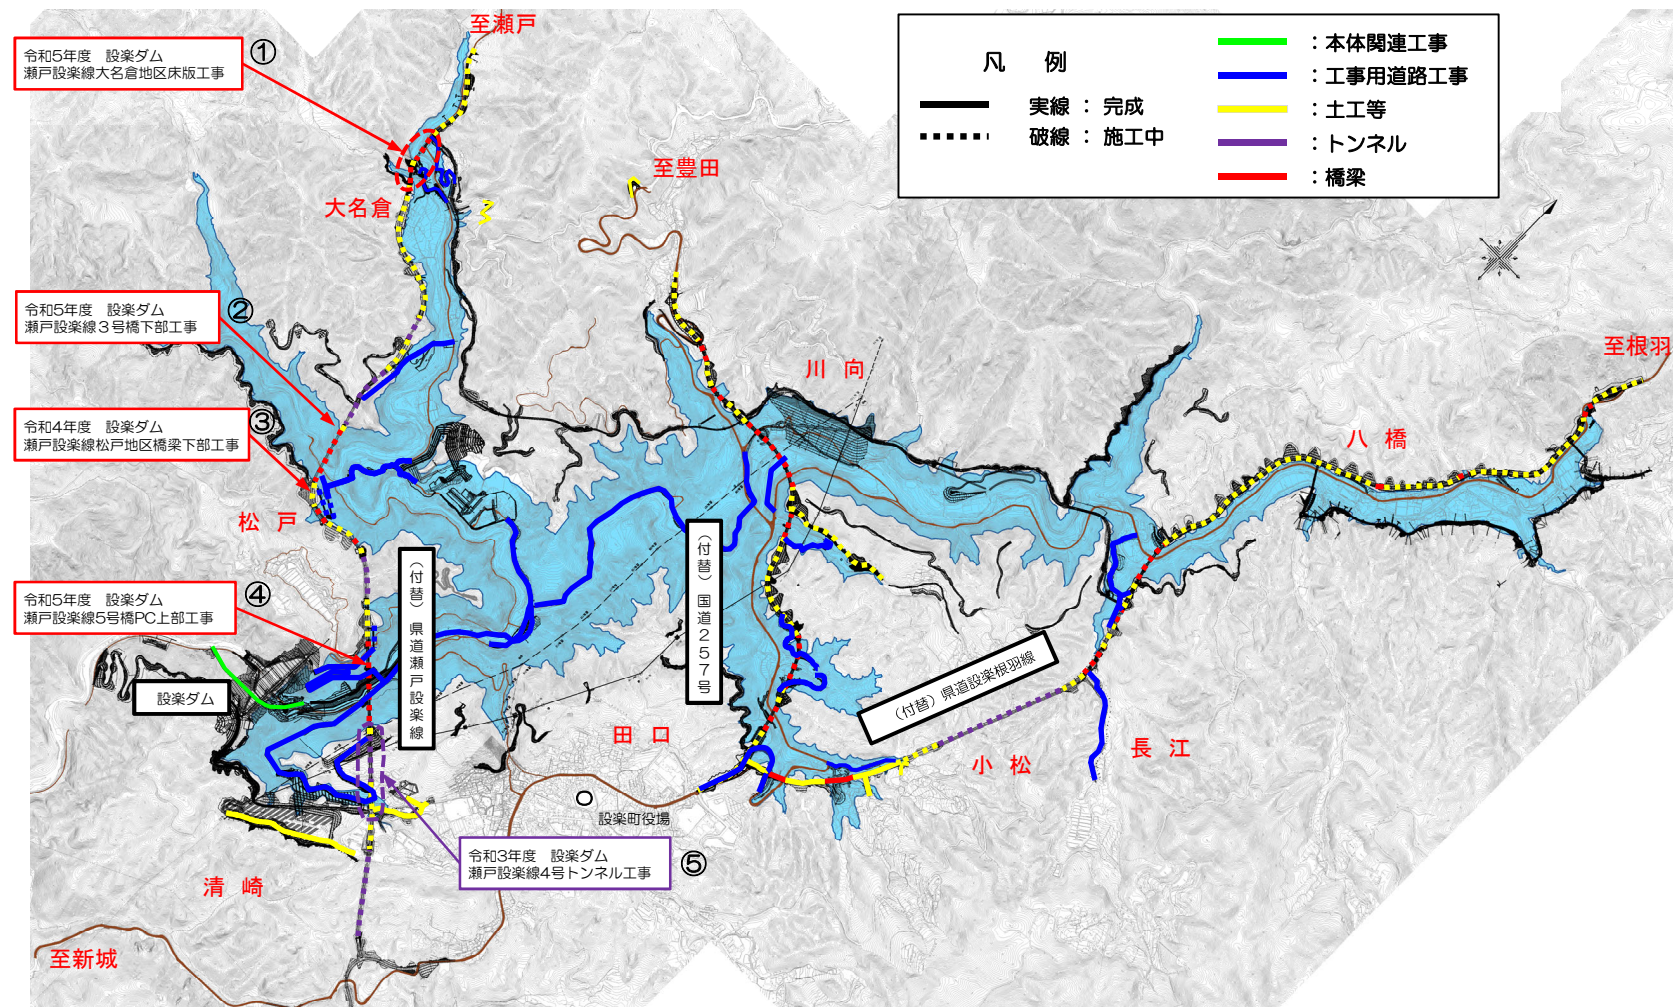 至瀬戸
凡　例
実線 ： 完成
破線 ： 施工中
：本体関連工事
：工事用道路工事
：土工等
：トンネル
：橋梁
①
令和5年度　設楽ダム
瀬戸設楽線大名倉地区床版工事
至豊田
大名倉
②
令和5年度　設楽ダム
瀬戸設楽線３号橋下部工事
川 向
至根羽
③
令和4年度　設楽ダム
瀬戸設楽線松戸地区橋梁下部工事
八 橋
松 戸
④
令和5年度　設楽ダム
瀬戸設楽線5号橋PC上部工事
（付替）県道瀬戸設楽線
（付替）国道２５７号
（付替）県道設楽根羽線
設楽ダム
田 口
小 松
長 江
設楽町役場
⑤
令和3年度　設楽ダム
瀬戸設楽線4号トンネル工事
清 崎
至新城